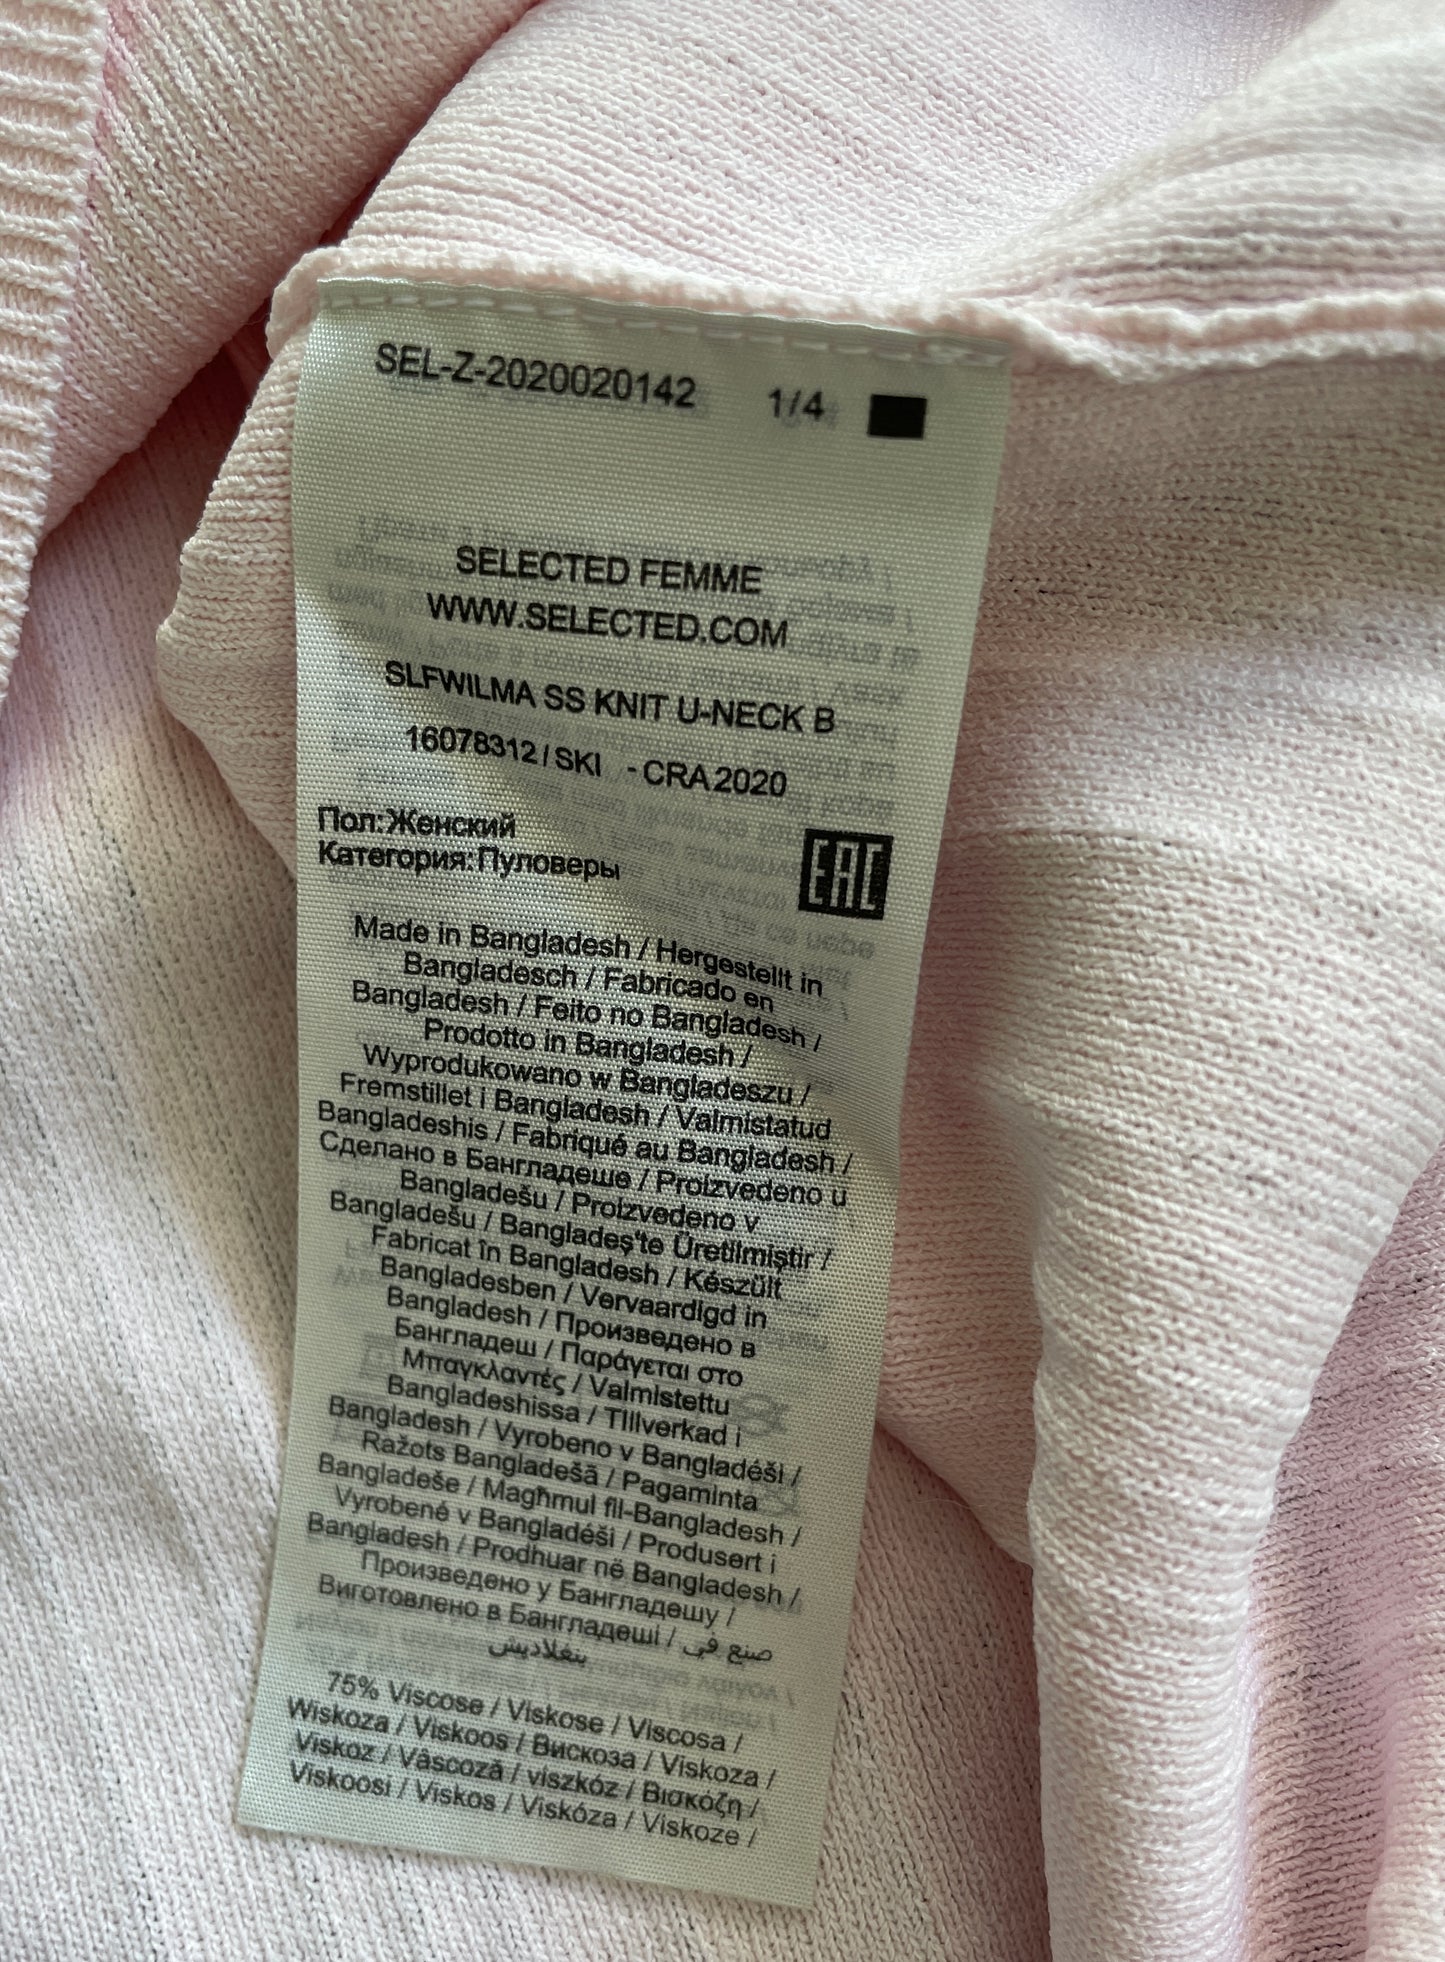 SEL-Z-2020020142 1/4
SELECTED FEMME
WWW.SELECTED.COM
SLFWILMA SS KNIT U-NECK B
16078312 / SKI - CRA 2020
Пол:Женский
Категория:Пуловеры
EAC
Made in Bangladesh / Hergestellt in
Bangladesch / Fabricado en
Bangladesh / Feito no Bangladesh /
Prodotto in Bangladesh /
Wyprodukowano w Bangladeszu /
Fremstillet i Bangladesh / Valmistatud
Bangladeshis / Fabriqué au Bangladesh /
Сделано в Бангладеше / Proizvedeno u
Bangladešu / Proizvedeno v
Bangladešu / Bangladeş'te Üretilmiştir /
Fabricat în Bangladesh / Készült
Bangladesben / Vervaardigd in
Bangladesh / Произведено в
Бангладеш / Παράγεται στο
Μπαγκλαντές / Valmistettu
Bangladeshissa / Tillverkad i
Bangladesh / Vyrobeno v Bangladéši /
Ražots Bangladešā / Pagaminta
Bangladeše / Magħmul fil-Bangladesh /
Vyrobené v Bangladéši / Produsert i
Bangladesh / Prodhuar në Bangladesh /
Произведено у Бангладешу /
Виготовлено в Бангладеші / صنع في
بنغلاديش
75% Viscose / Viskose / Viscosa /
Wiskoza / Viskoos / Вискоза / Viskoza /
Viskoz / Vâscoză / viszkóz / Βισκόζη /
Viskoosi / Viskos / Viskóza / Viskoze /